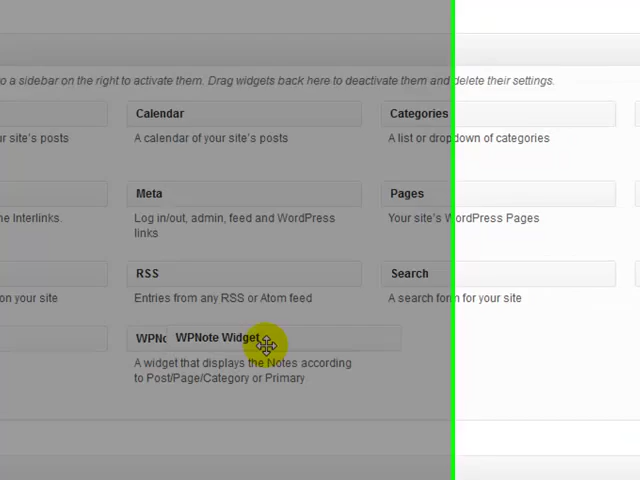 o a sidebar on the right to activate them. Drag widgets back here to deactivate them and delete their settings.
Calendar
Categories
ur site's posts
A calendar of your site's posts
A list or dropdown of categories
Meta
Pages
ne Interlinks.
Log in/out, admin, feed and WordPress
links
Your site's WordPress Pages
RSS
Search
on your site
Entries from any RSS or Atom feed
A search form for your site
WPNo
WPNote Widget
A widget that displays the Notes according
to Post/Page/Category or Primary